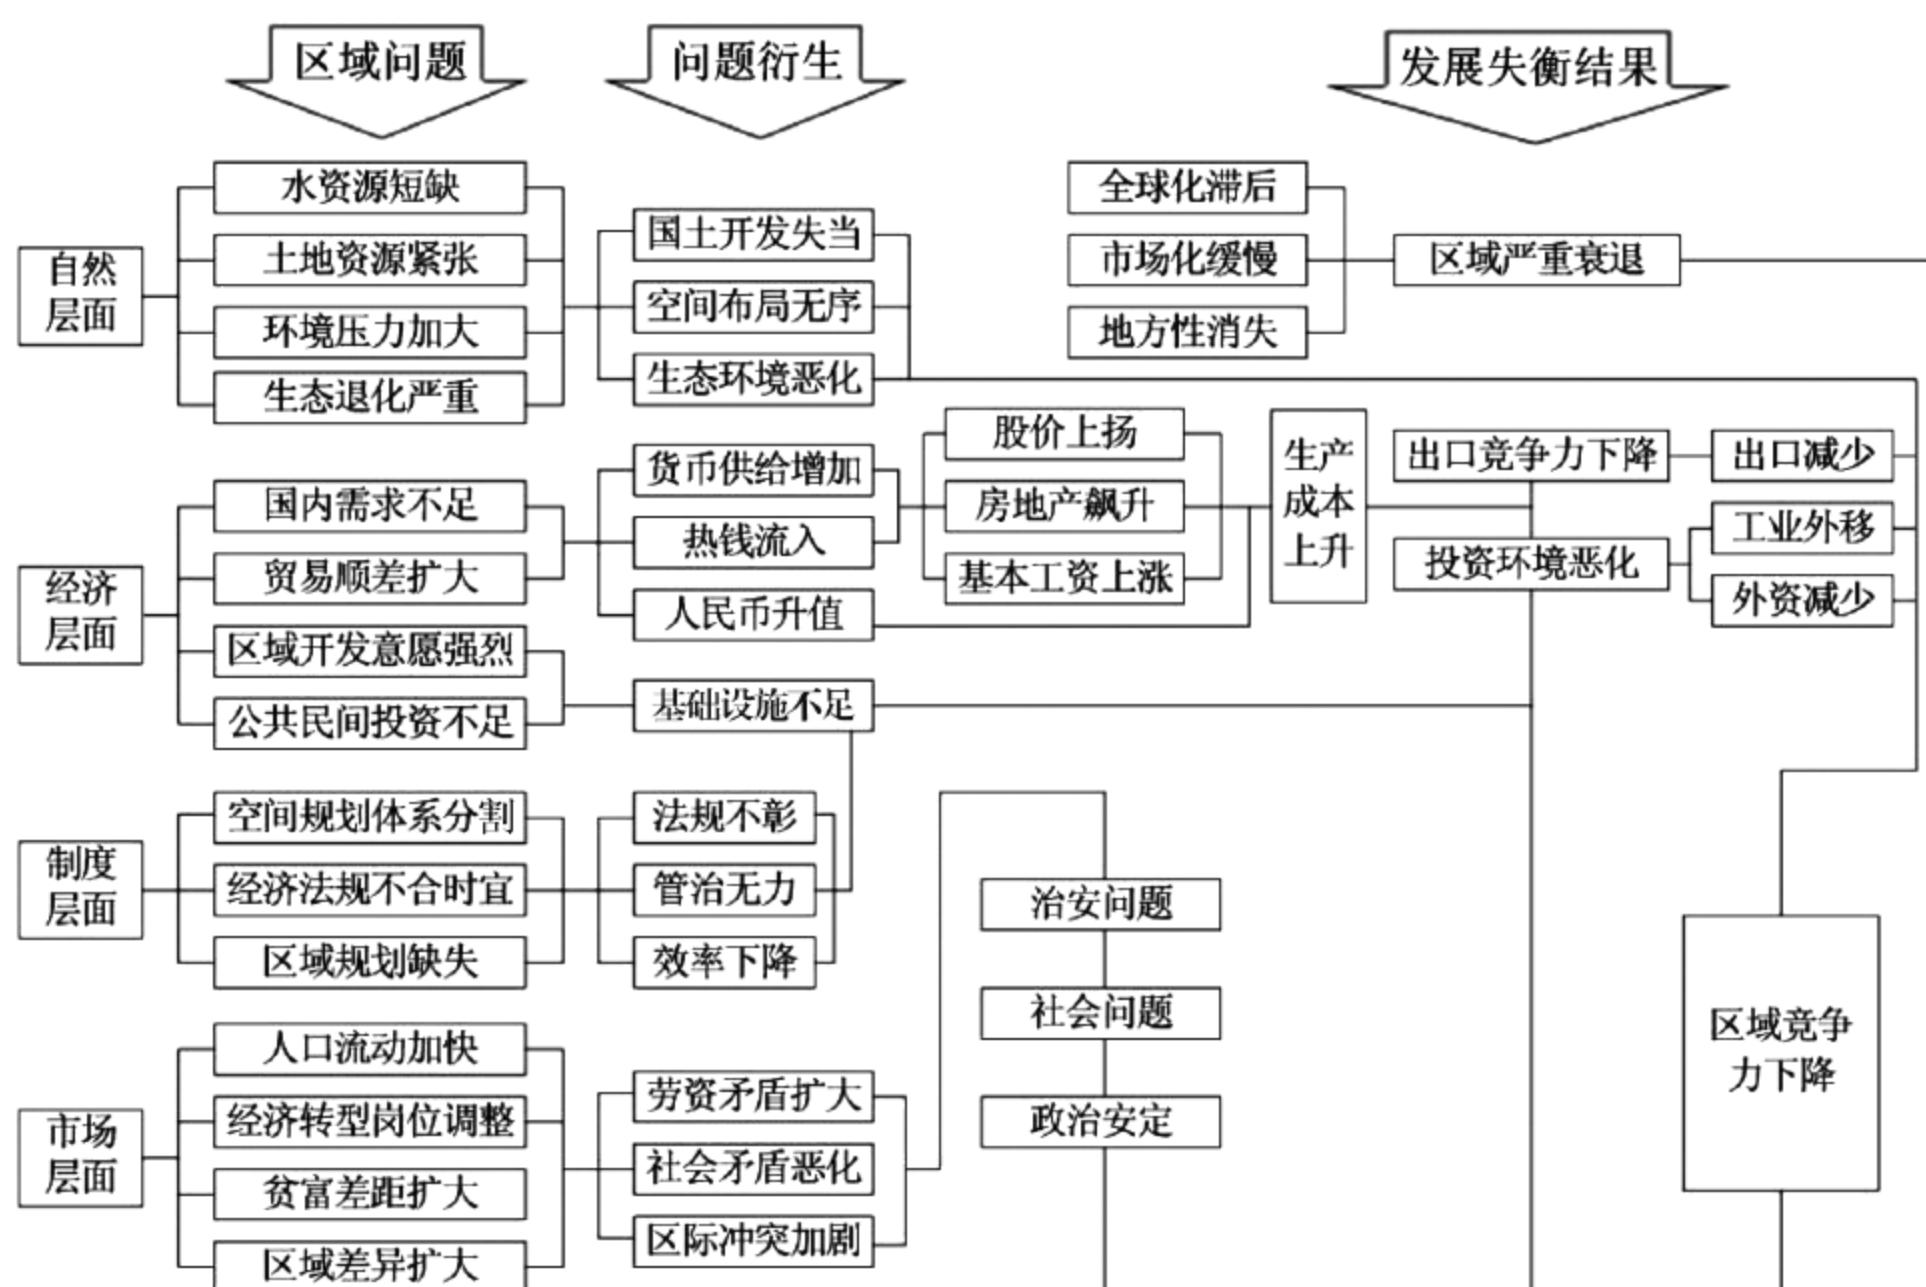 区域问题
问题衍生
发展失衡结果
自然
层面
水资源短缺
土地资源紧张
环境压力加大
生态退化严重
国土开发失当
空间布局无序
生态环境恶化
全球化滞后
市场化缓慢
地方性消失
区域严重衰退
经济
层面
国内需求不足
贸易顺差扩大
区域开发意愿强烈
公共民间投资不足
货币供给增加
热钱流入
人民币升值
基础设施不足
股价上扬
房地产飙升
基本工资上涨
生产
成本
上升
出口竞争力下降
投资环境恶化
出口减少
工业外移
外资减少
制度
层面
空间规划体系分割
经济法规不合时宜
区域规划缺失
法规不彰
管治无力
效率下降
治安问题
社会问题
政治安定
区域竞争
力下降
市场
层面
人口流动加快
经济转型岗位调整
贫富差距扩大
区域差异扩大
劳资矛盾扩大
社会矛盾恶化
区际冲突加剧